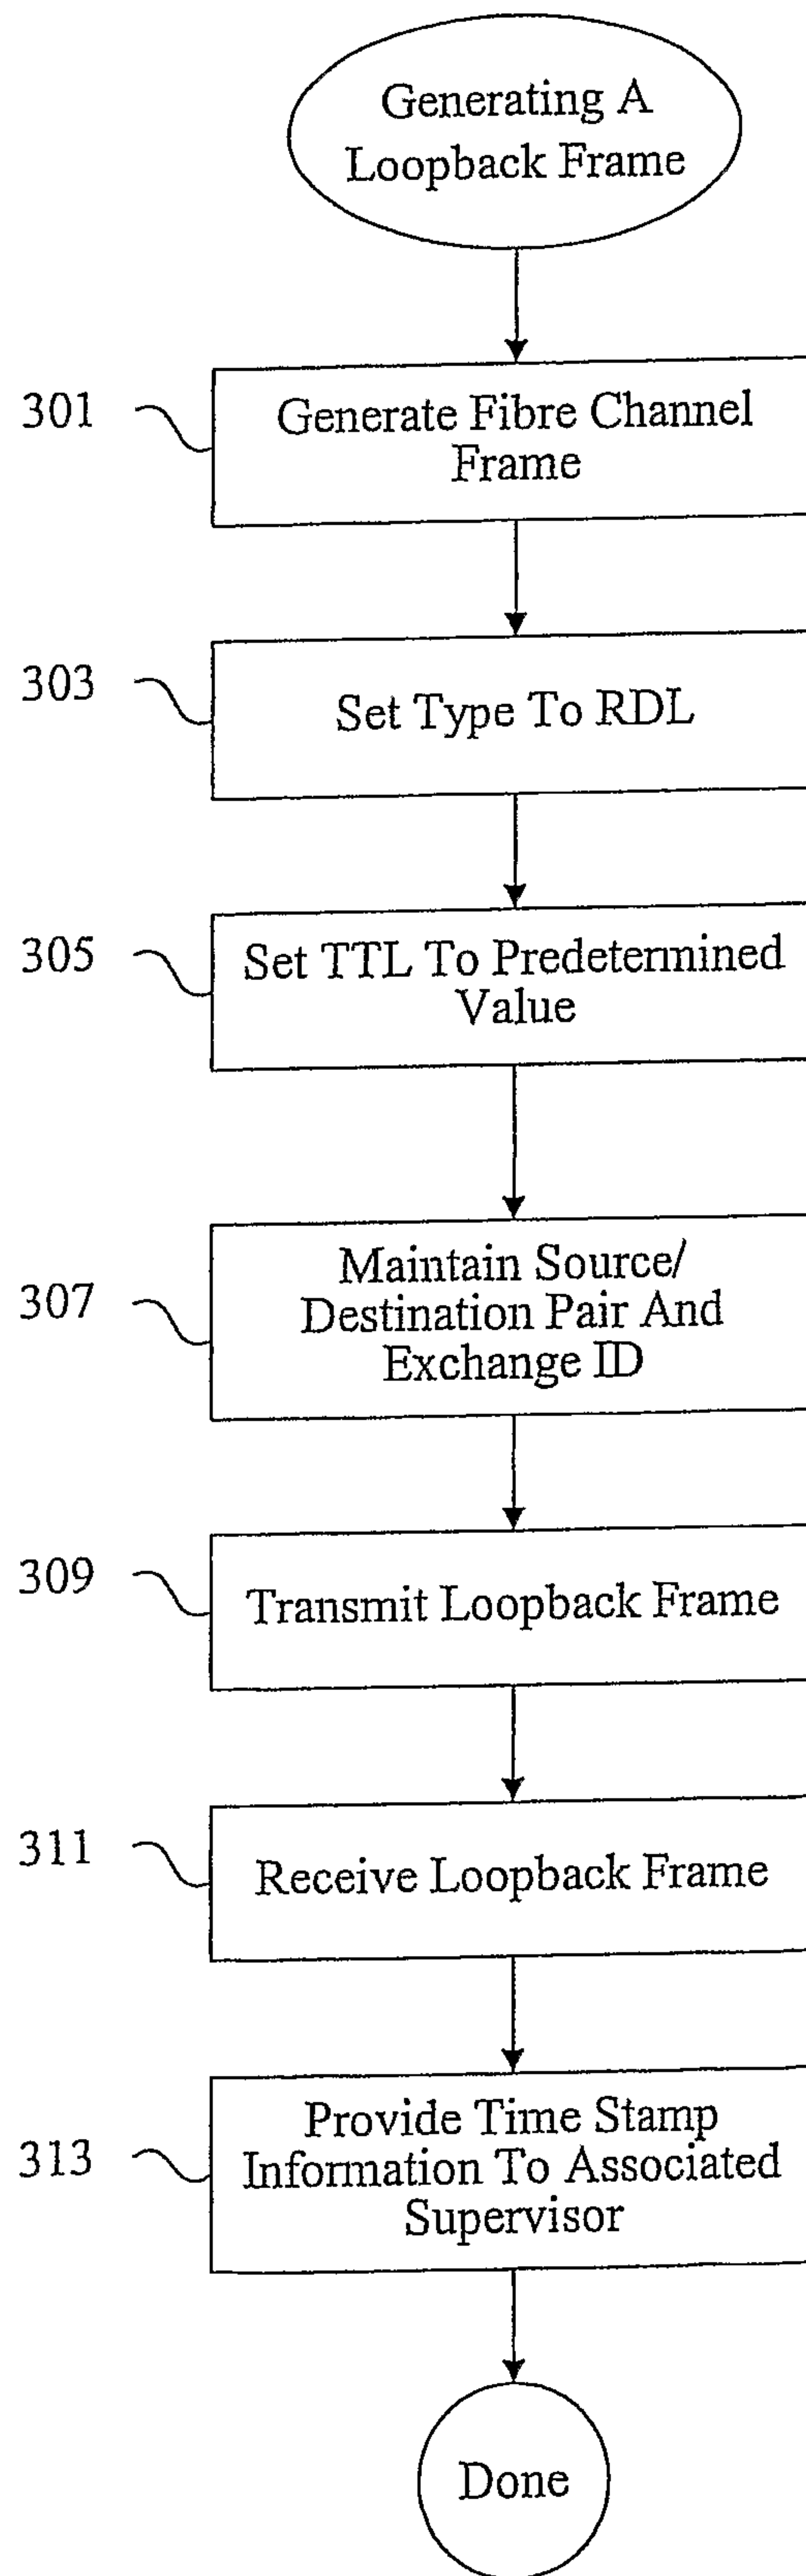 Generating A
Loopback Frame
301
Generate Fibre Channel
Frame
303
Set Type To RDL
305
Set TTL To Predetermined
Value
307
Maintain Source/
Destination Pair And
Exchange ID
309
Transmit Loopback Frame
311
Receive Loopback Frame
313
Provide Time Stamp
Information To Associated
Supervisor
Done